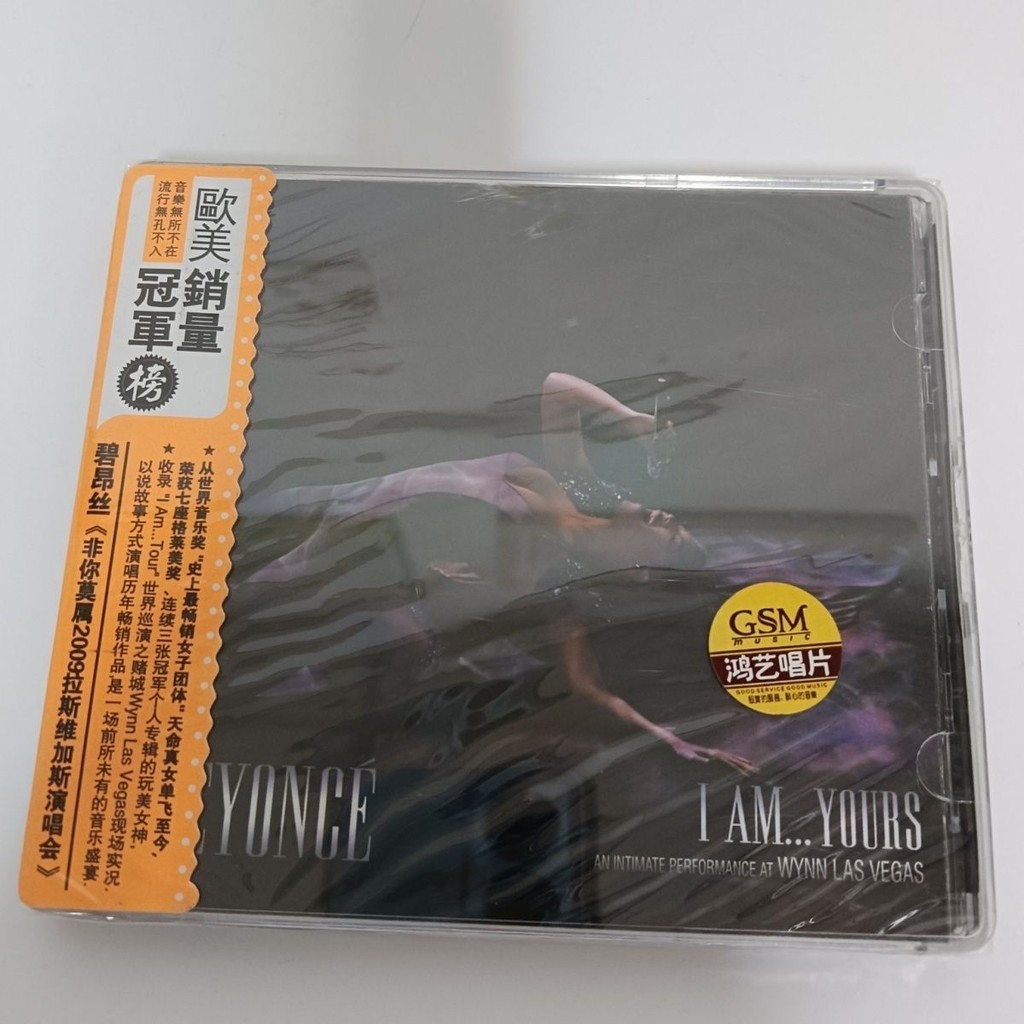 歐美
銷量
冠軍
榜
音樂無所不在
流行無孔不入
★ 从世界音乐奖“史上最畅销女子团体”天命真女单飞至今、
荣获七座格莱美奖、连续三张冠军个人专辑的玩美女神,
★ 收录“I Am...Tour”世界巡演之赌城Wynn Las Vegas现场实况,
以说故事方式演唱历年畅销作品,是一场前所未有的音乐盛宴.
碧昂丝《非你莫属2009拉斯维加斯演唱会》
GSM
MUSIC
鸿艺唱片
GOOD SERVICE GOOD MUSIC
EYONCÉ
I AM... YOURS
AN INTIMATE PERFORMANCE AT WYNN LAS VEGAS